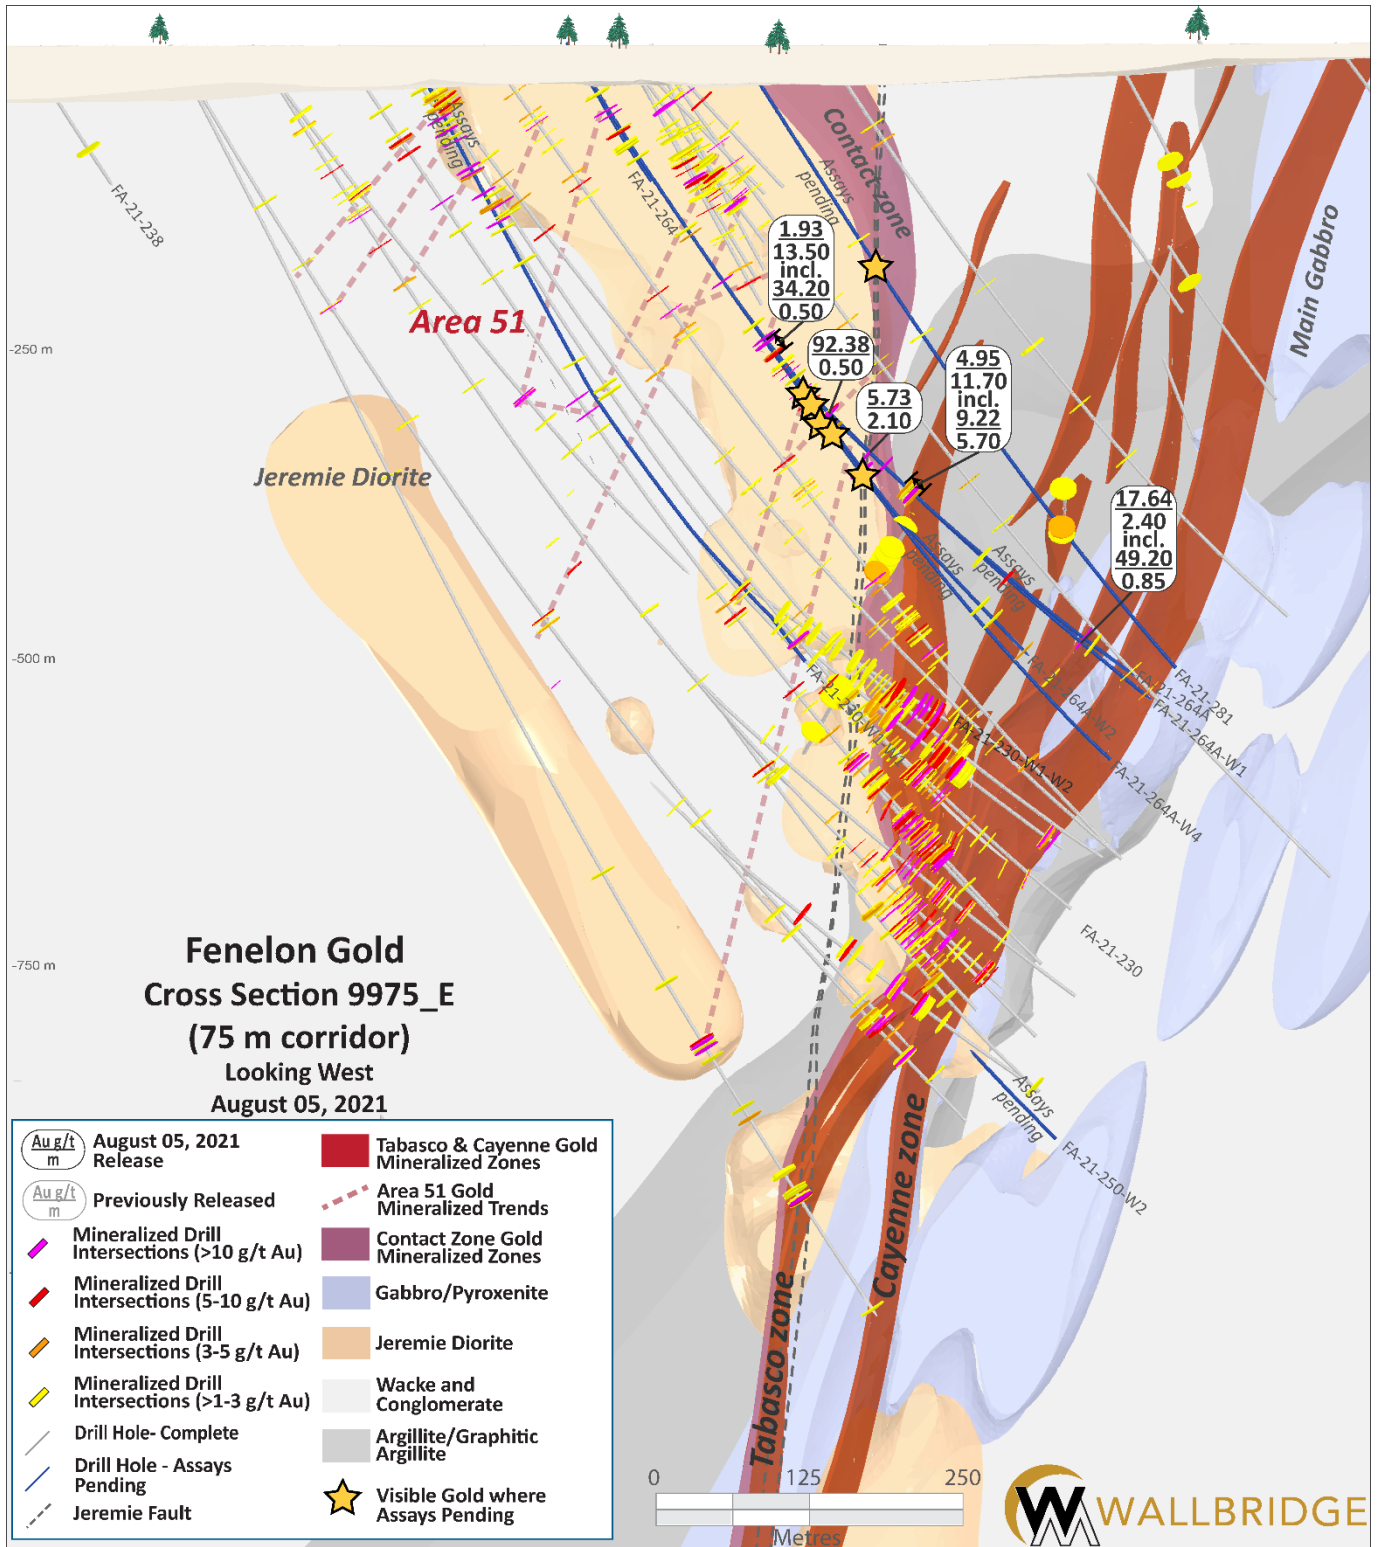 Assays
pending
Assays
pending
Contact zone
FA-21-238
FA-21-264
Main Gabbro
1.93
13.50
incl.
34.20
0.50
Area 51
-250 m
92.38
0.50
4.95
11.70
incl.
9.22
5.70
5.73
2.10
Jeremie Diorite
17.64
2.40
incl.
49.20
0.85
Assays
pending
Assays
pending
-500 m
FA-21-230-W1-W1
FA-21-264A-W2
FA-21-264A
FA-21-281
FA-21-264A-W1
FA-21-230-W1-W2
FA-21-264A-W4
FA-21-230
-750 m
Fenelon Gold
Cross Section 9975_E
(75 m corridor)
Looking West
August 05, 2021
Assays
pending
FA-21-250-W2
Cayenne zone
Tabasco zone
Au g/t
m
August 05, 2021
Release
Au g/t
m
Previously Released
Mineralized Drill
Intersections (>10 g/t Au)
Mineralized Drill
Intersections (5-10 g/t Au)
Mineralized Drill
Intersections (3-5 g/t Au)
Mineralized Drill
Intersections (>1-3 g/t Au)
Drill Hole- Complete
Drill Hole - Assays
Pending
Jeremie Fault
Tabasco & Cayenne Gold
Mineralized Zones
Area 51 Gold
Mineralized Trends
Contact Zone Gold
Mineralized Zones
Gabbro/Pyroxenite
Jeremie Diorite
Wacke and
Conglomerate
Argillite/Graphitic
Argillite
Visible Gold where
Assays Pending
0 125 250
Metres
WALLBRIDGE